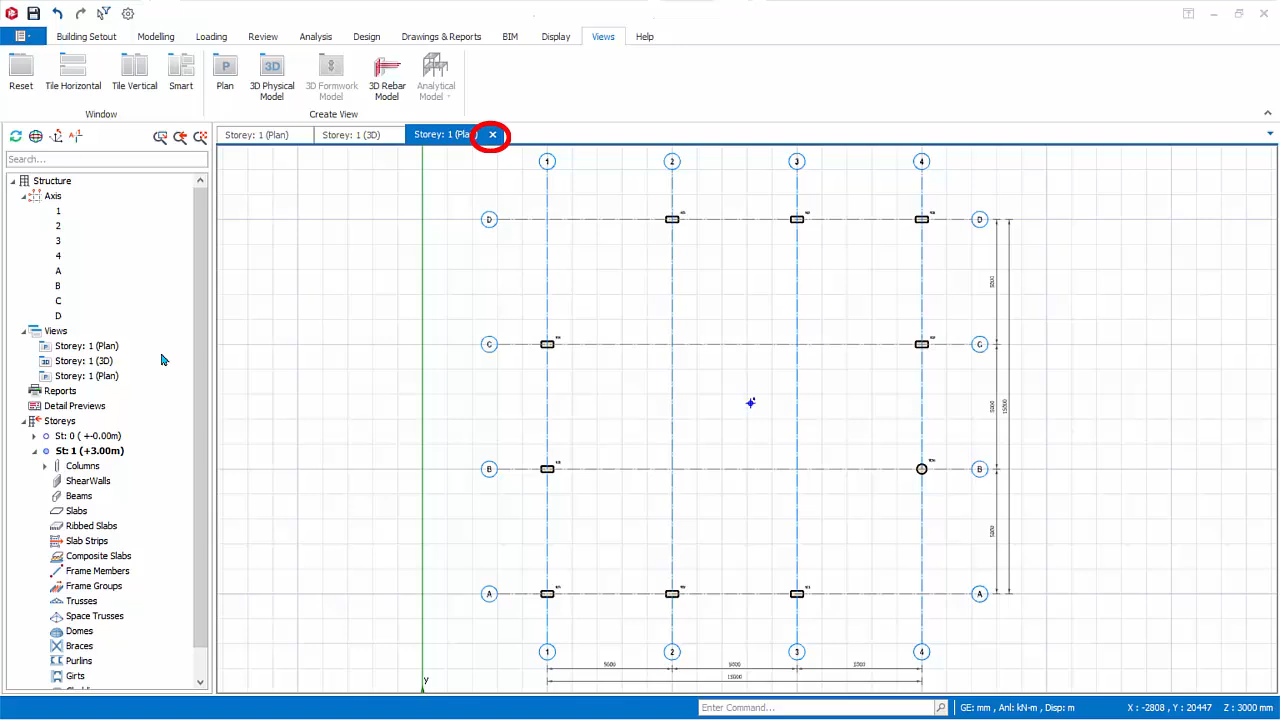 Building Setout Modelling Loading Review Analysis Design Drawings & Reports BIM Display Views Help
Reset Tile Horizontal Tile Vertical Smart Plan 3D 3D Physical Model 3D Formwork Model 3D Rebar Model Analytical Model
Window Create View
Storey: 1 (Plan) Storey: 1 (3D) Storey: 1 (Pla
Search...
Structure
Axis
1
2
3
4
A
B
C
D
Views
Storey: 1 (Plan)
Storey: 1 (3D)
Storey: 1 (Plan)
Reports
Detail Previews
Storeys
St: 0 ( +-0.00m)
St: 1 (+3.00m)
Columns
ShearWalls
Beams
Slabs
Ribbed Slabs
Slab Strips
Composite Slabs
Frame Members
Frame Groups
Trusses
Space Trusses
Domes
Braces
Purlins
Girts
1 2 3 4
D D
C C
B B
A A
1 2 3 4
y
Enter Command... GE: mm , Anl: kN-m , Disp: m X : -2808 , Y : 20447 Z : 3000 mm